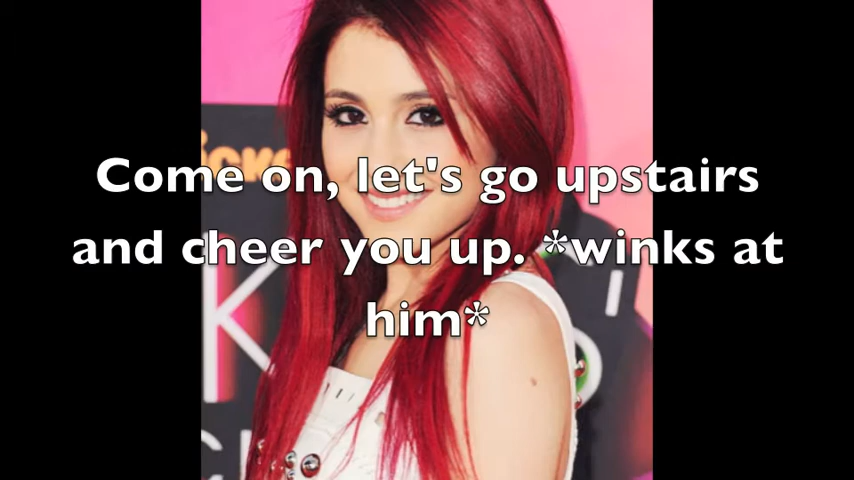 Come on, let's go upstairs
and cheer you up. *winks at
him*